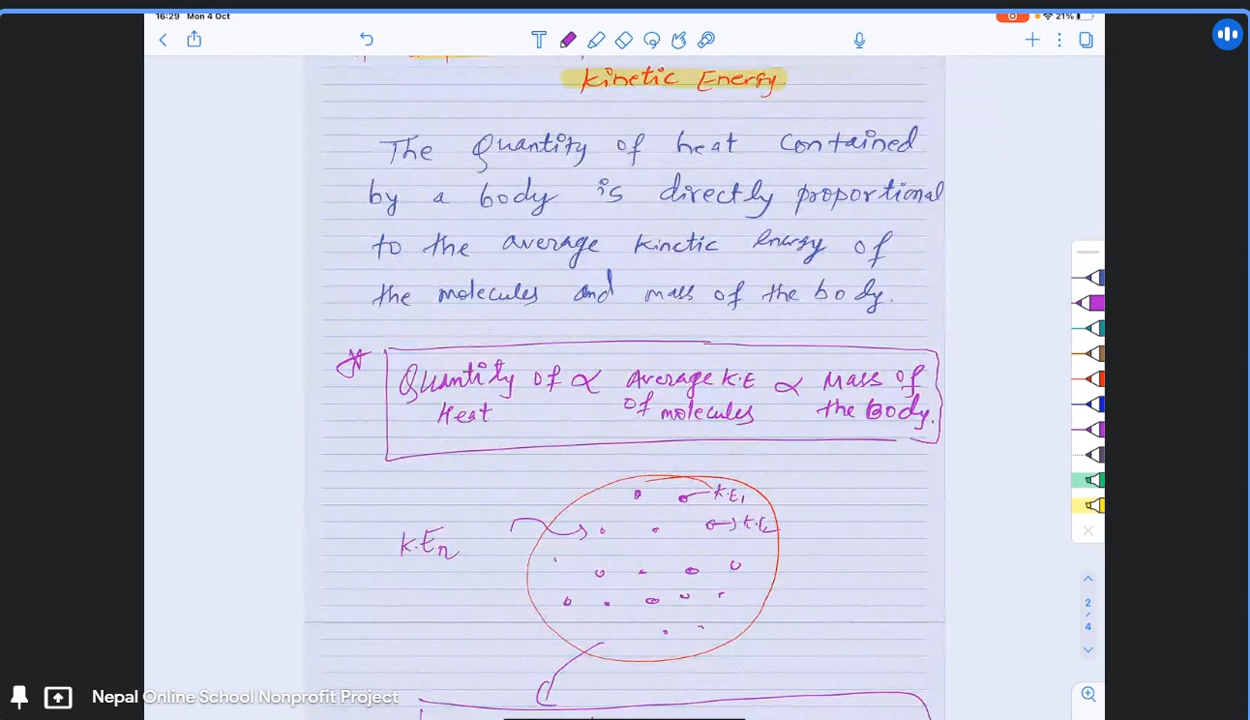 16:29 Mon 4 Oct
21%
T
Kinetic Energy
The Quantity of heat contained
by a body is directly proportional
to the average kinetic energy of
the molecules and mass of the body.
Quantity of ∝ Average K.E ∝ Mass of
Heat of molecules the Body.
K.E1
K.E2
K.En
2
/
4
Nepal Online School Nonprofit Project